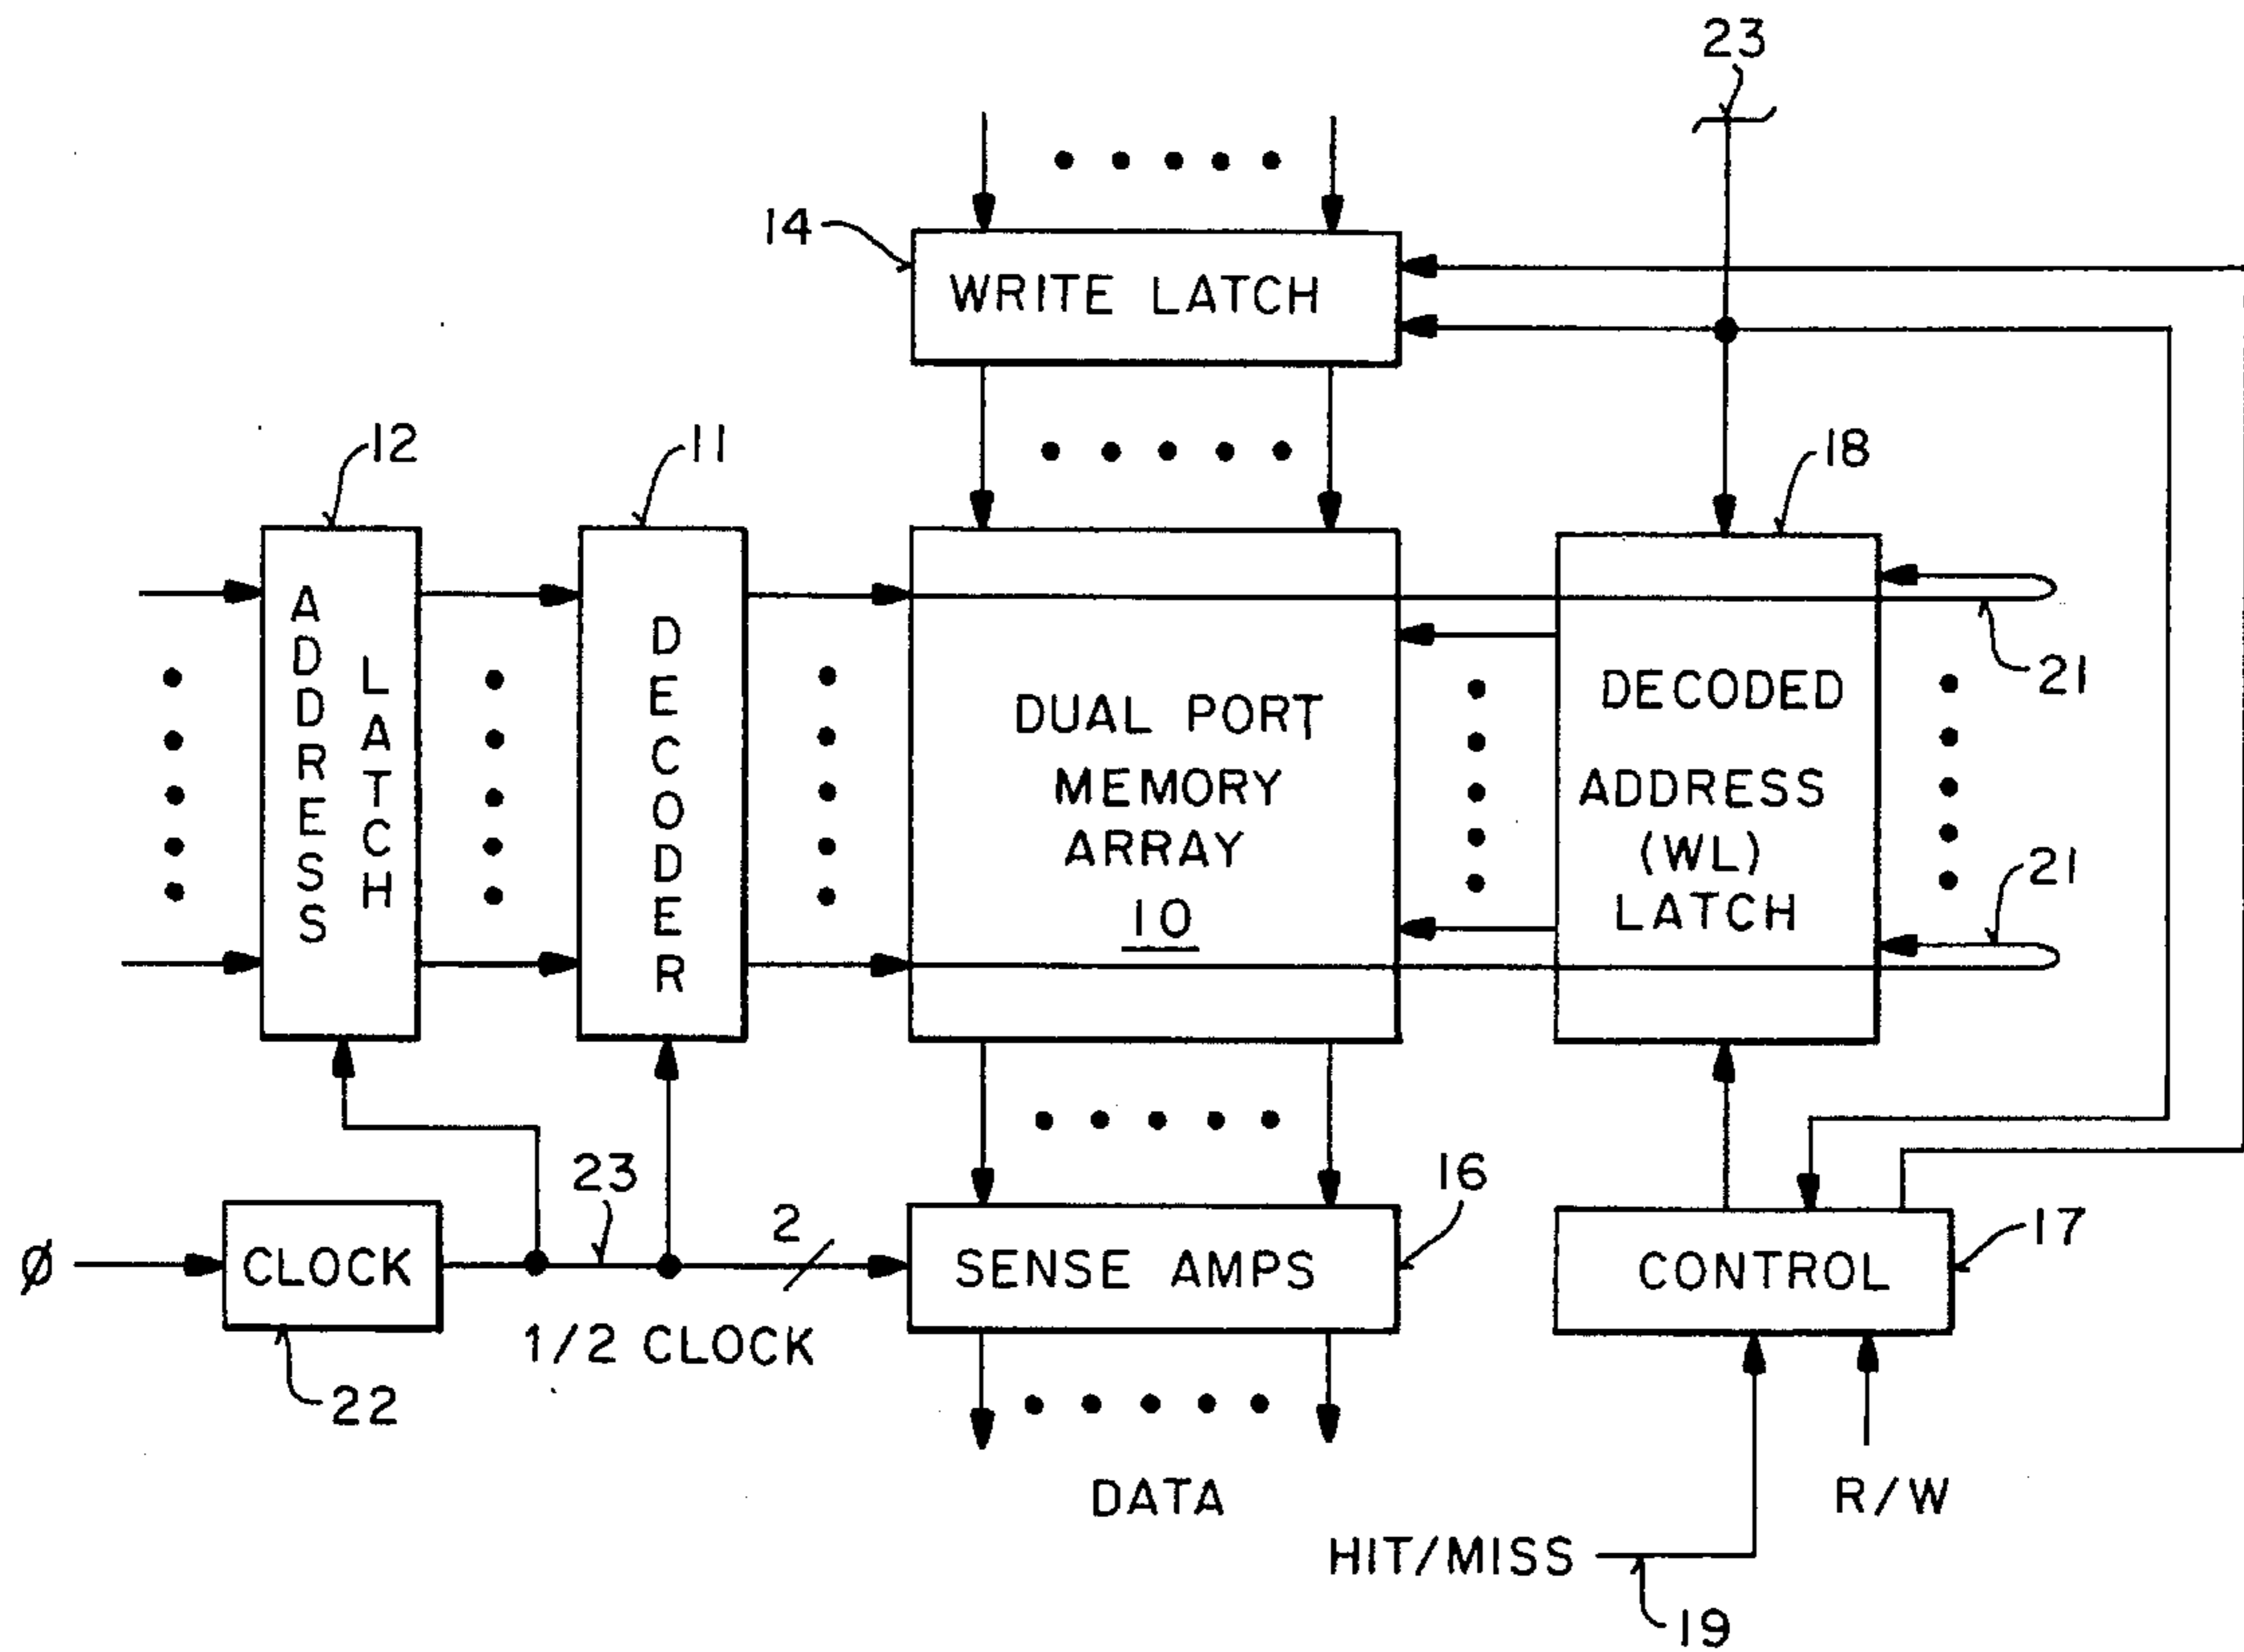 23
14
WRITE LATCH
12
11
18
ADDRESS
LATCH
DECODER
DUAL PORT
MEMORY
ARRAY
10
DECODED
ADDRESS
(WL)
LATCH
21
21
23
2
16
17
Ø
CLOCK
SENSE AMPS
CONTROL
1/2 CLOCK
22
DATA
R/W
HIT/MISS
19